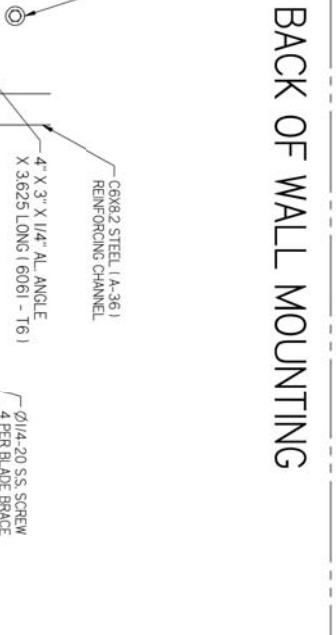 BACK OF WALL MOUNTING
C6X8.2 STEEL ( A-36 )
REINFORCING CHANNEL
4" X 3" X 1/4" AL. ANGLE
X 3.625 LONG ( 6061 - T6 )
Ø1/4-20 S.S. SCREW
4 PER BLADE BRACE